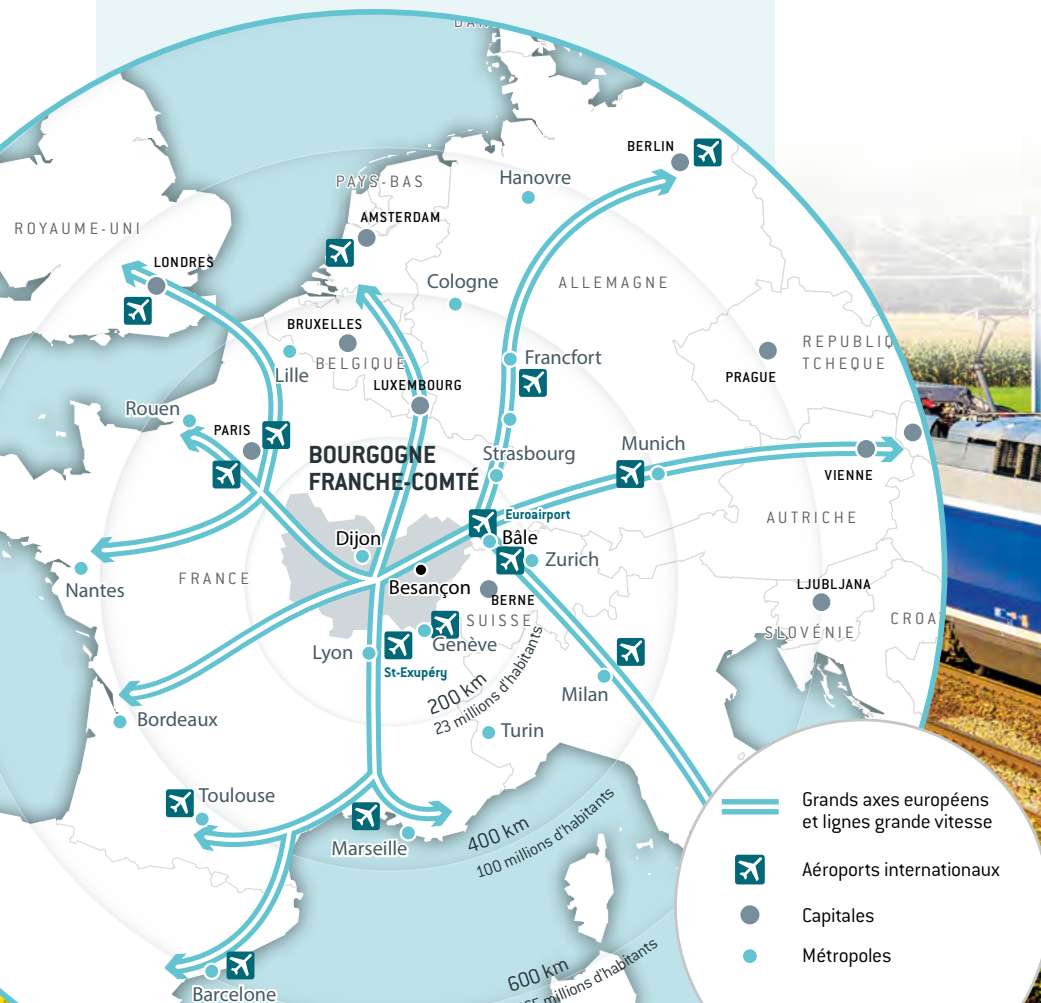 BERLIN
PAYS-BAS
Hanovre
AMSTERDAM
ROYAUME-UNI
LONDRES
Cologne
ALLEMAGNE
BRUXELLES
BELGIQUE
Lille
LUXEMBOURG
Francfort
PRAGUE
TCHEQUE
Rouen
PARIS
BOURGOGNE
FRANCHE-COMTÉ
Strasbourg
Munich
VIENNE
Euroairport
Bâle
Zurich
AUTRICHE
Dijon
Besançon
Nantes
FRANCE
BERNE
SUISSE
LJUBLJANA
SLOVÉNIE
Genève
Lyon
St-Exupéry
200 km
23 millions d'habitants
Milan
Bordeaux
Turin
Toulouse
Marseille
400 km
100 millions d'habitants
600 km
millions d'habitants
Barcelone
Grands axes européens
et lignes grande vitesse
Aéroports internationaux
Capitales
Métropoles